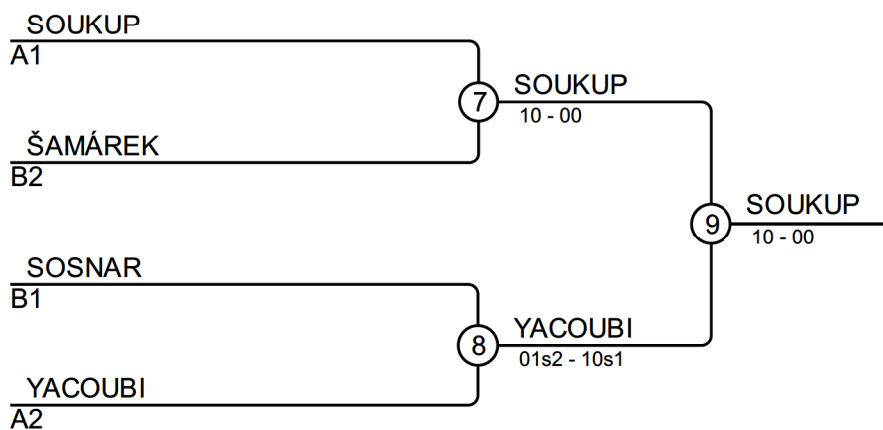 SOUKUP
A1
7
SOUKUP
10 - 00
ŠAMÁREK
B2
9
SOUKUP
10 - 00
SOSNAR
B1
8
YACOUBI
01s2 - 10s1
YACOUBI
A2